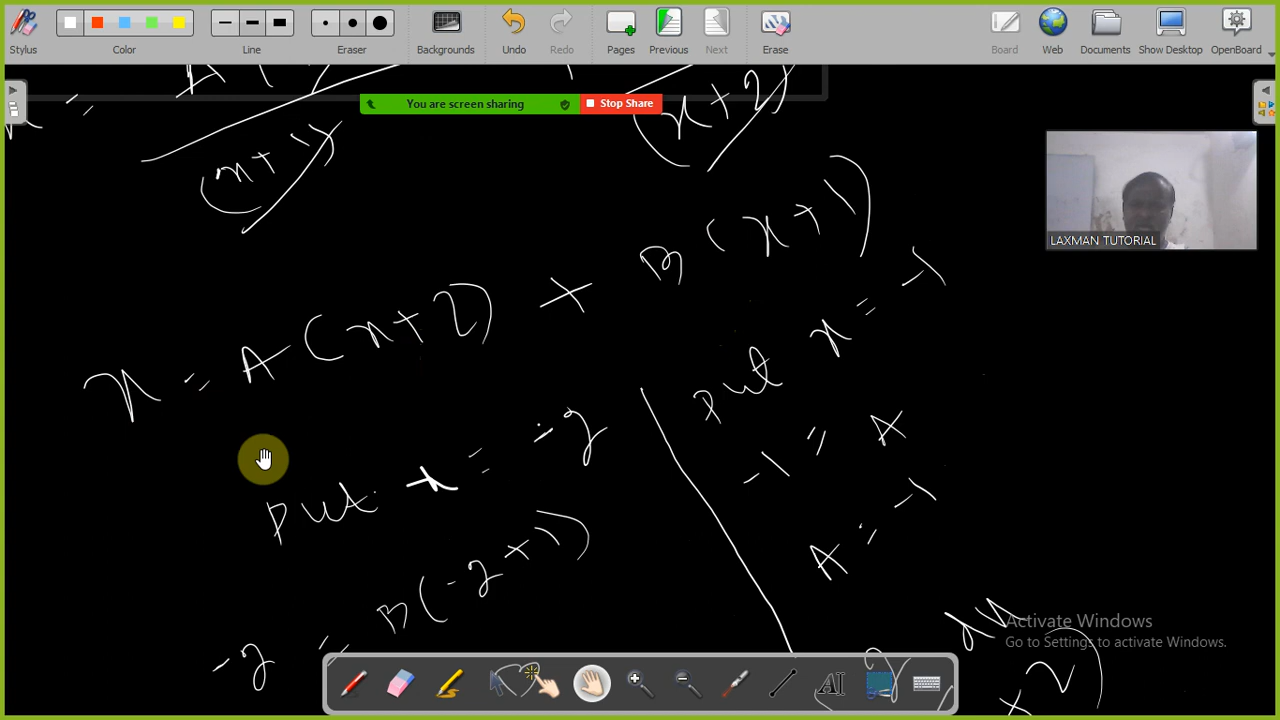 Stylus
Color
Line
Eraser
Backgrounds
Undo
Redo
Pages
Previous
Next
Erase
Board
Web
Documents
Show Desktop
OpenBoard
You are screen sharing
Stop Share
(x+1)
(x+2)
LAXMAN TUTORIAL
x = A(x+2) + B(x+1)
Put x = -2
-2 = B(-2+1)
Put x = -1
-1 = A
A = -1
Activate Windows
Go to Settings to activate Windows.